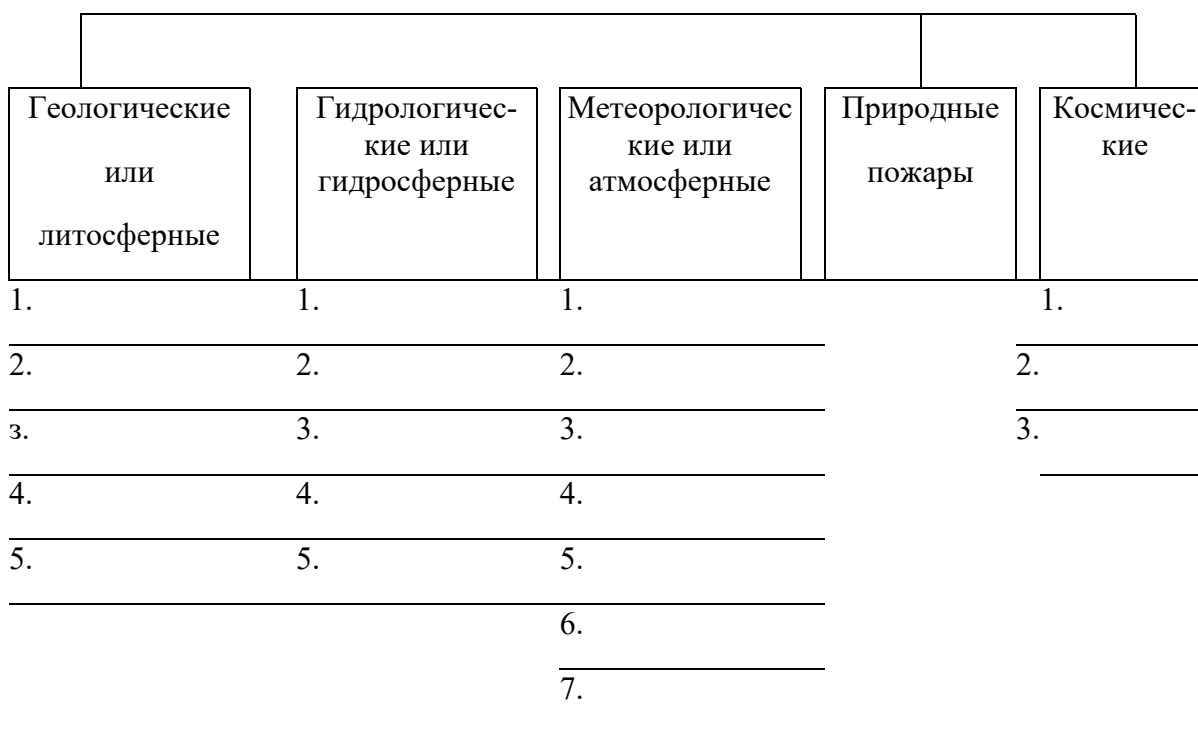 Геологические
или
литосферные
Гидрологичес-
кие или
гидросферные
Метеорологичес
кие или
атмосферные
Природные
пожары
Космичес-
кие
1. 1. 1. 1.
2. 2. 2. 2.
з. 3. 3. 3.
4. 4. 4.
5. 5. 5.
6.
7.